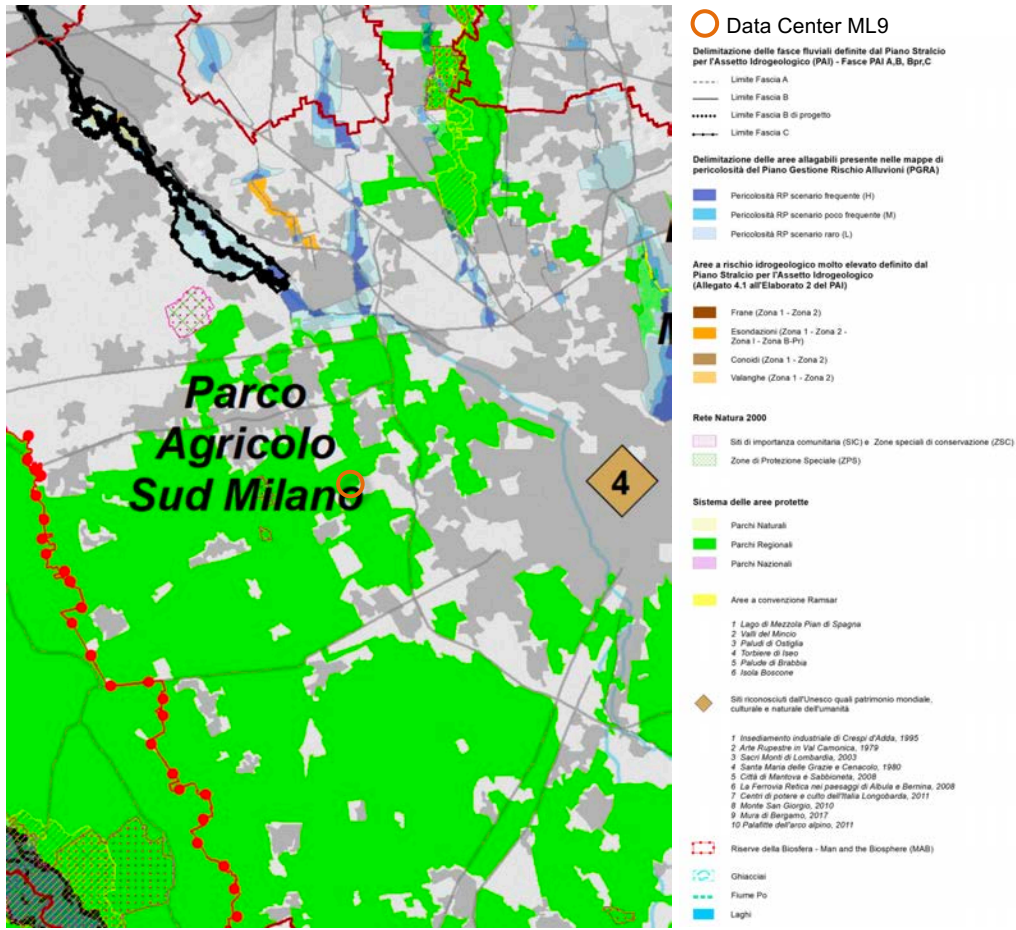 Parco
Agricolo
Sud Milano
4
M
Data Center ML9
Delimitazione delle fasce fluviali definite dal Piano Stralcio
per l'Assetto Idrogeologico (PAI) - Fasce PAI A,B, Bpr,C
Limite Fascia A
Limite Fascia B
Limite Fascia B di progetto
Limite Fascia C
Delimitazione delle aree allagabili presente nelle mappe di
pericolosità del Piano Gestione Rischio Alluvioni (PGRA)
Pericolosità RP scenario frequente (H)
Pericolosità RP scenario poco frequente (M)
Pericolosità RP scenario raro (L)
Aree a rischio idrogeologico molto elevato definito dal
Piano Stralcio per l'Assetto Idrogeologico
(Allegato 4.1 all'Elaborato 2 del PAI)
Frane (Zona 1 - Zona 2)
Esondazioni (Zona 1 - Zona 2 -
Zona I - Zona B-Pr)
Conoidi (Zona 1 - Zona 2)
Valanghe (Zona 1 - Zona 2)
Rete Natura 2000
Siti di importanza comunitaria (SIC) e Zone speciali di conservazione (ZSC)
Zone di Protezione Speciale (ZPS)
Sistema delle aree protette
Parchi Naturali
Parchi Regionali
Parchi Nazionali
Aree a convenzione Ramsar
1 Lago di Mezzola Pian di Spagna
2 Valli del Mincio
3 Paludi di Ostiglia
4 Torbiere di Iseo
5 Palude di Brabbia
6 Isola Boscone
Siti riconosciuti dall'Unesco quali patrimonio mondiale,
culturale e naturale dell'umanità
1 Insediamento industriale di Crespi d'Adda, 1995
2 Arte Rupestre in Val Camonica, 1979
3 Sacri Monti di Lombardia, 2003
4 Santa Maria delle Grazie e Cenacolo, 1980
5 Città di Mantova e Sabbioneta, 2008
6 La Ferrovia Retica nei paesaggi di Albula e Bernina, 2008
7 Centri di potere e culto dell'Italia Longobarda, 2011
8 Monte San Giorgio, 2010
9 Mura di Bergamo, 2017
10 Palafitte dell'arco alpino, 2011
Riserve della Biosfera - Man and the Biosphere (MAB)
Ghiacciai
Fiume Po
Laghi